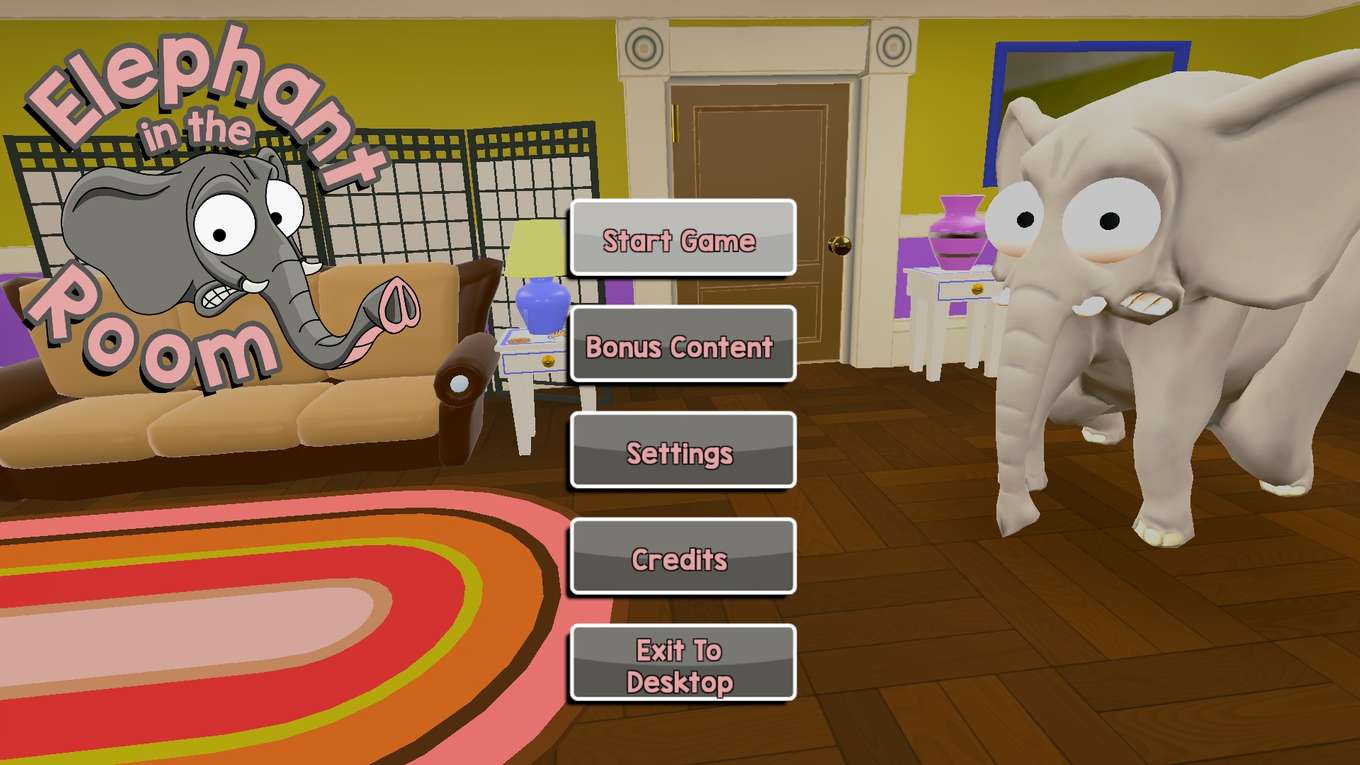 Elephant
in the
Room
Start Game
Bonus Content
Settings
Credits
Exit To
Desktop